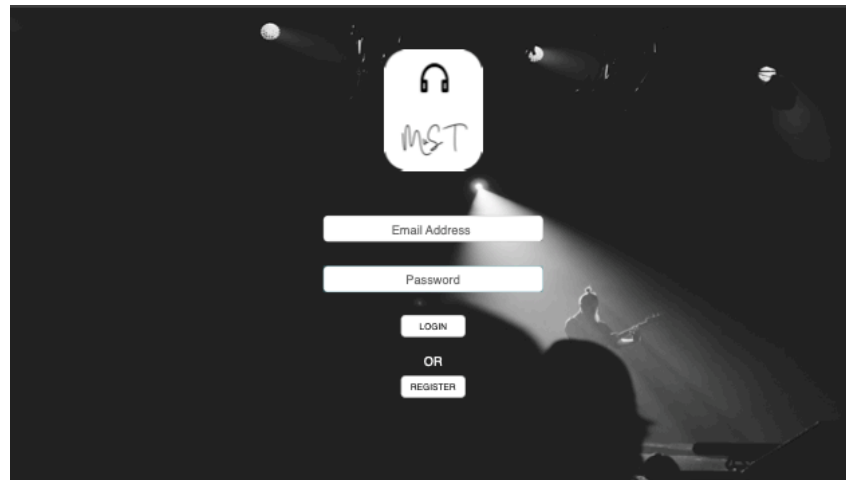 MST
Email Address
Password
LOGIN
OR
REGISTER